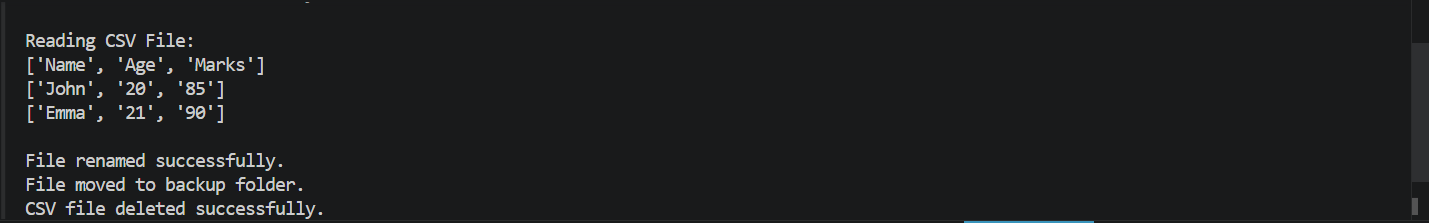 Reading CSV File:
['Name', 'Age', 'Marks']
['John', '20', '85']
['Emma', '21', '90']
File renamed successfully.
File moved to backup folder.
CSV file deleted successfully.